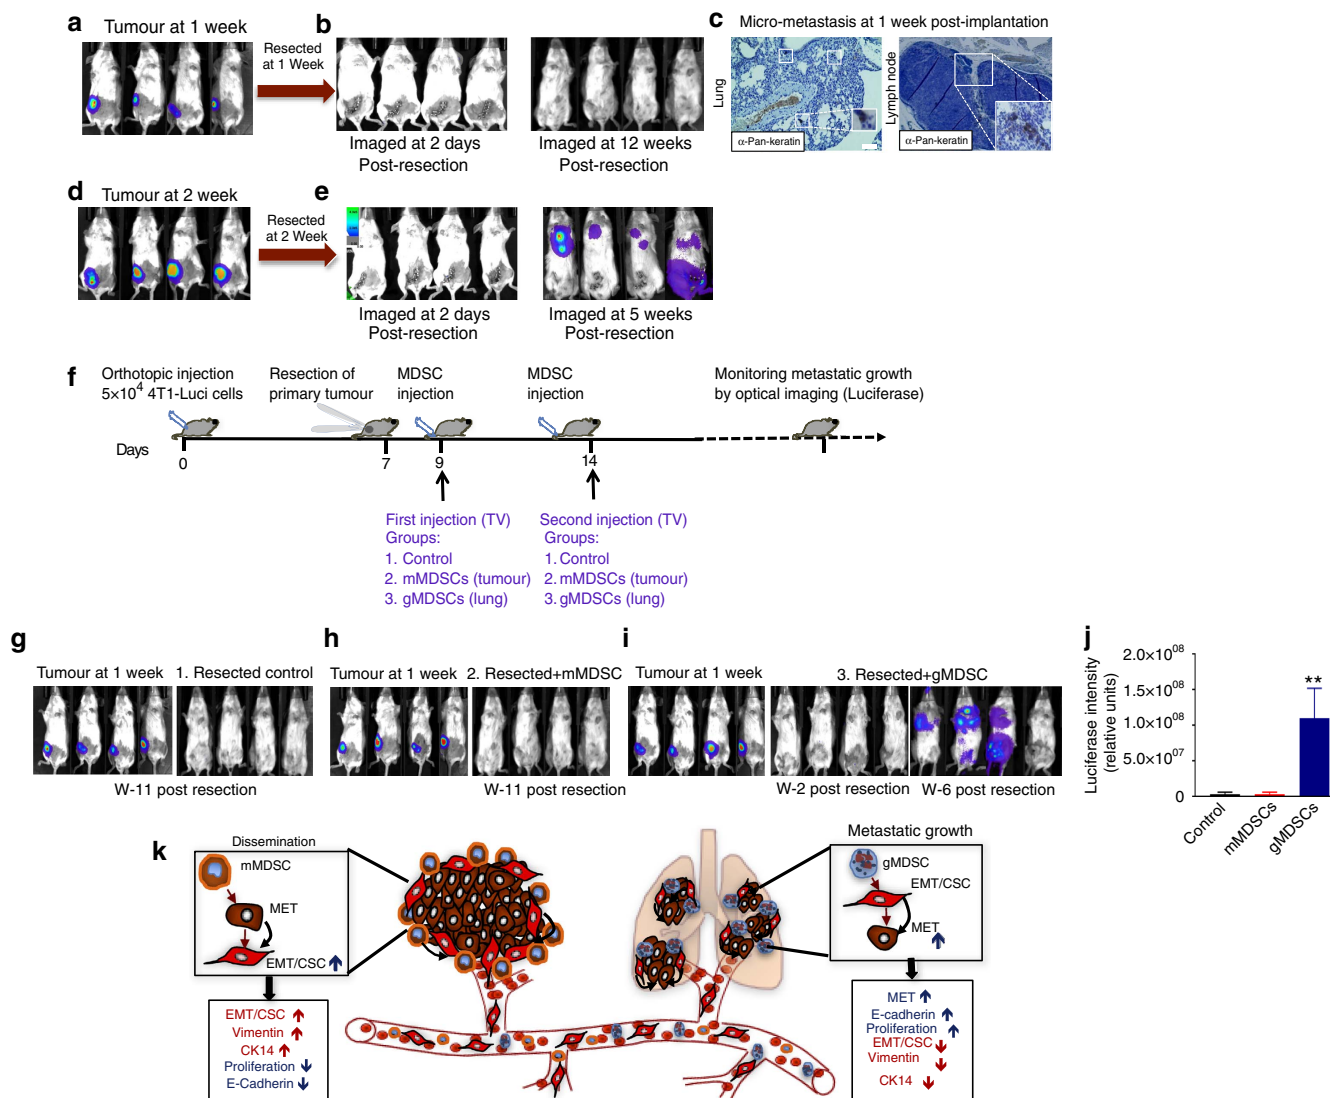 a
Tumour at 1 week
Resected
at 1 Week
b
Imaged at 2 days
Post-resection
Imaged at 12 weeks
Post-resection
c
Micro-metastasis at 1 week post-implantation
Lung
α-Pan-keratin
Lymph node
α-Pan-keratin
d
Tumour at 2 week
Resected
at 2 Week
e
Imaged at 2 days
Post-resection
Imaged at 5 weeks
Post-resection
f
Orthotopic injection
5×10⁴ 4T1-Luci cells
Resection of
primary tumour
MDSC
injection
MDSC
injection
Monitoring metastatic growth
by optical imaging (Luciferase)
Days
0
7
9
14
First injection (TV)
Groups:
1. Control
2. mMDSCs (tumour)
3. gMDSCs (lung)
Second injection (TV)
Groups:
1. Control
2. mMDSCs (tumour)
3. gMDSCs (lung)
g
Tumour at 1 week
1. Resected control
W-11 post resection
h
Tumour at 1 week
2. Resected+mMDSC
W-11 post resection
i
Tumour at 1 week
3. Resected+gMDSC
W-2 post resection
W-6 post resection
j
Luciferase intensity
(relative units)
2.0×10⁰⁸
1.5×10⁰⁸
1.0×10⁰⁸
5.0×10⁰⁷
0
**
Control
mMDSCs
gMDSCs
k
Dissemination
mMDSC
MET
EMT/CSC
EMT/CSC
Vimentin
CK14
Proliferation
E-Cadherin
Metastatic growth
gMDSC
EMT/CSC
MET
MET
E-cadherin
Proliferation
EMT/CSC
Vimentin
CK14